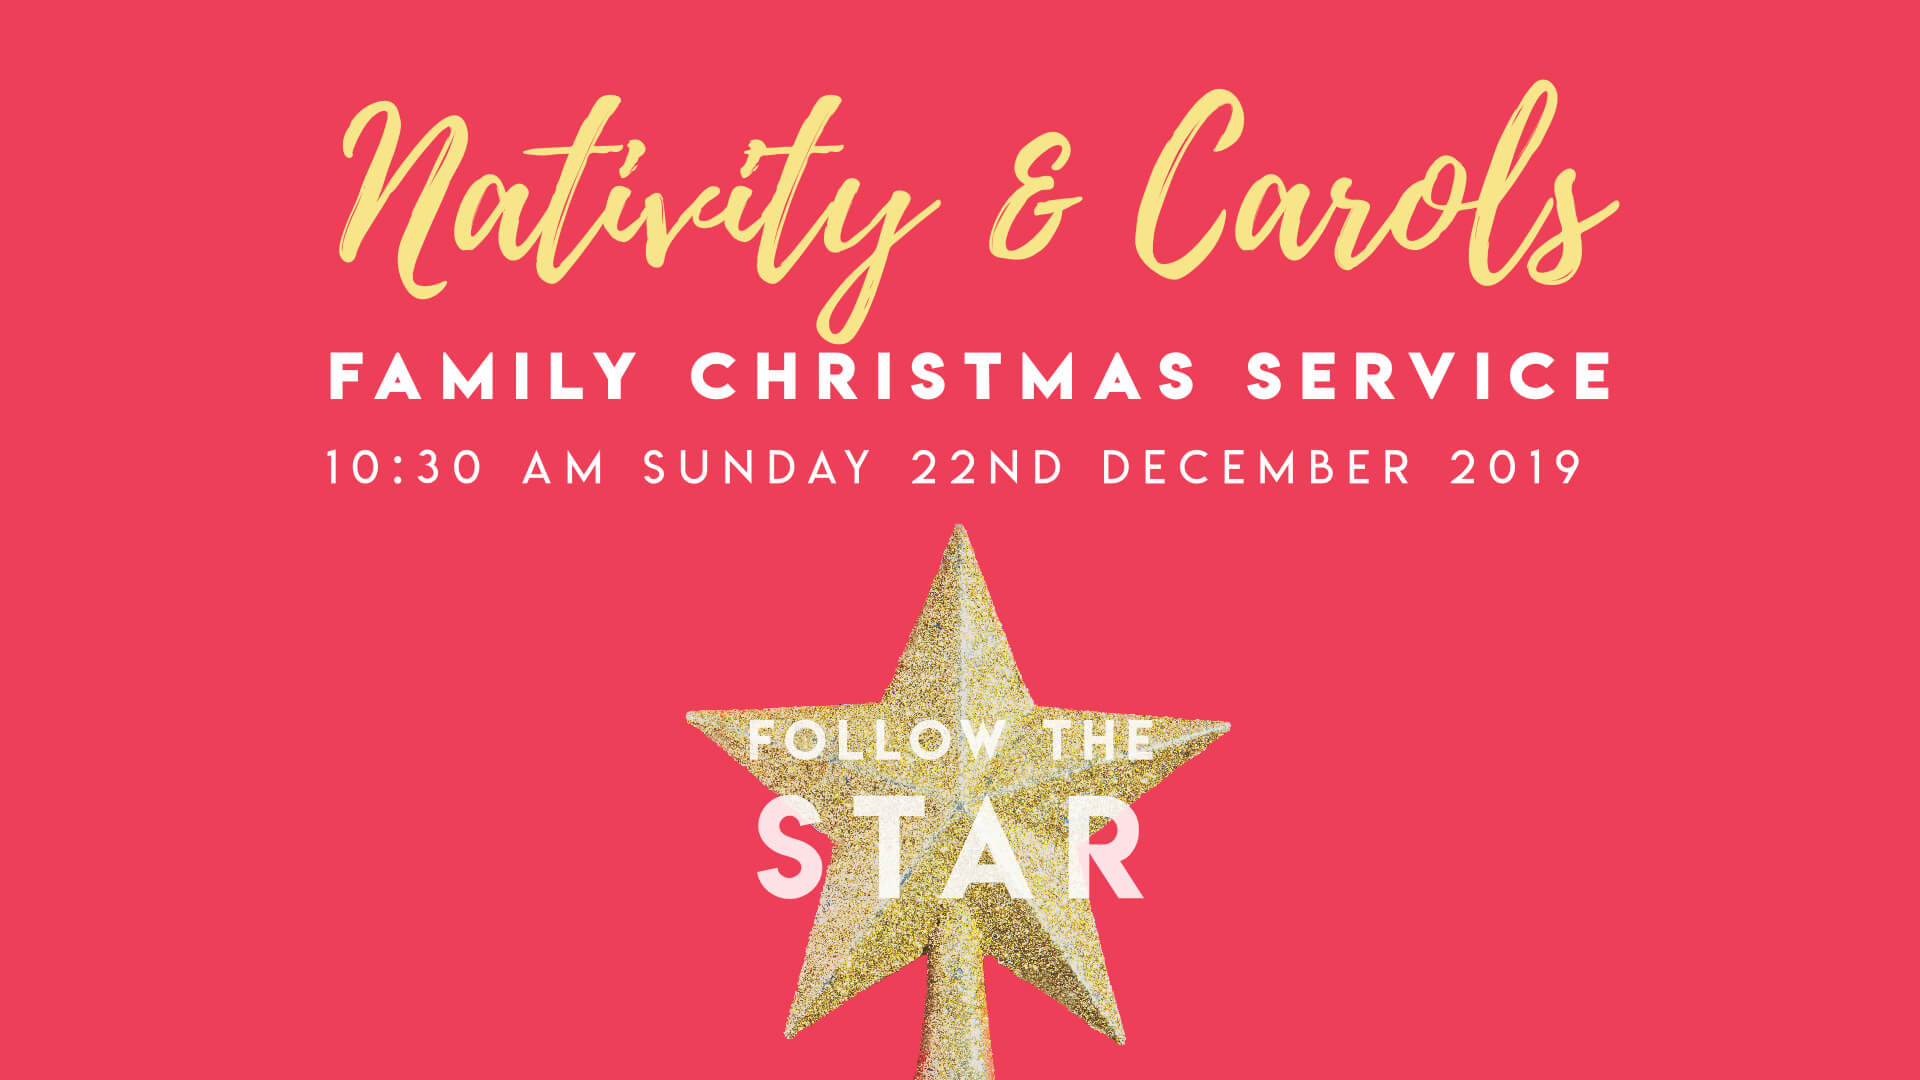 Nativity & Carols
FAMILY CHRISTMAS SERVICE
10:30 AM SUNDAY 22ND DECEMBER 2019
FOLLOW THE
STAR